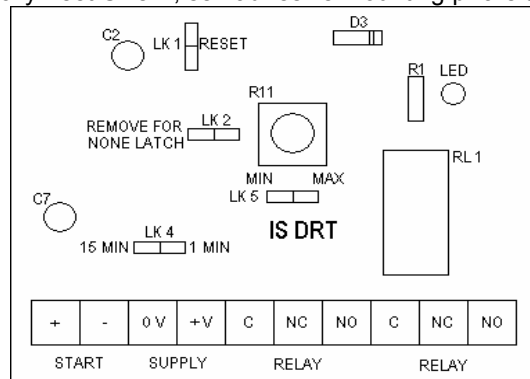 C2
LK 1
RESET
D3
R1
LED
R11
REMOVE FOR
NONE LATCH
LK 2
RL 1
MIN
MAX
LK 5
C7
IS DRT
LK 4
15 MIN
1 MIN
+ - 0 V +V C NC NO C NC NO
START SUPPLY RELAY RELAY